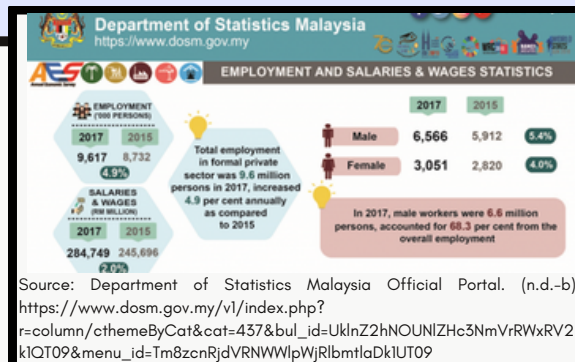 Department of Statistics Malaysia
https://www.dosm.gov.my
AES
EMPLOYMENT AND SALARIES & WAGES STATISTICS
EMPLOYMENT
('000 PERSONS)
2017 2015
9,617 8,732
4.9%
SALARIES
& WAGES
(RM MILLION)
2017 2015
284,749 245,696
2.0%
Total employment
in formal private
sector was 9.6 million
persons in 2017, increased
4.9 per cent annually
as compared
to 2015
2017 2015
Male 6,566 5,912 5.4%
Female 3,051 2,820 4.0%
In 2017, male workers were 6.6 million
persons, accounted for 68.3 per cent from the
overall employment
Source: Department of Statistics Malaysia Official Portal. (n.d.-b)
https://www.dosm.gov.my/v1/index.php?
r=column/cthemeByCat&cat=437&bul_id=UklnZ2hNOUNlZHc3NmVrRWxRV2
k1QT09&menu_id=Tm8zcnRjdVRNWWlpWjRlbmtlaDk1UT09